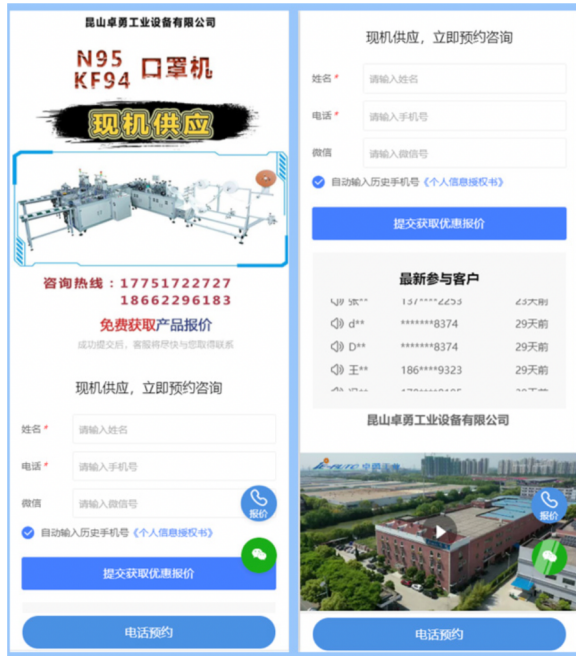 昆山卓勇工业设备有限公司
N95
KF94 口罩机
现机供应
咨询热线：17751722727
18662296183
免费获取产品报价
成功提交后，客服将尽快与您取得联系
现机供应，立即预约咨询
姓名 * 请输入姓名
电话 * 请输入手机号
微信 请输入微信号
报价
自动输入历史手机号《个人信息授权书》
提交获取优惠报价
电话预约
现机供应，立即预约咨询
姓名 * 请输入姓名
电话 * 请输入手机号
微信 请输入微信号
自动输入历史手机号《个人信息授权书》
提交获取优惠报价
最新参与客户
张** 137****2253 23天前
d** *******8374 29天前
D** *******8374 29天前
王** 186****9323 29天前
昆山卓勇工业设备有限公司
报价
电话预约